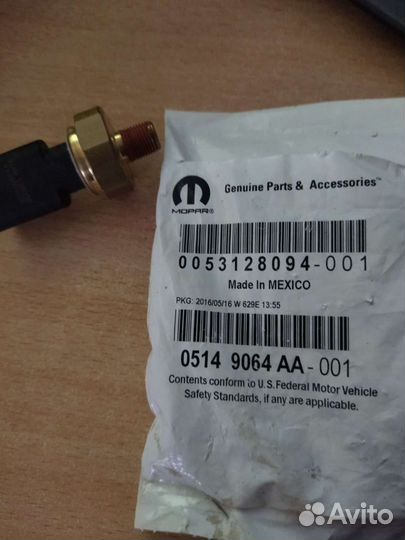 MOPAR®
Genuine Parts & Accessories™
0053128094-001
Made In MEXICO
PKG: 2016/05/16 W 629E 13:55
0514 9064 AA-001
Contents conform to U.S. Federal Motor Vehicle
Safety Standards, if any are applicable.
Avito